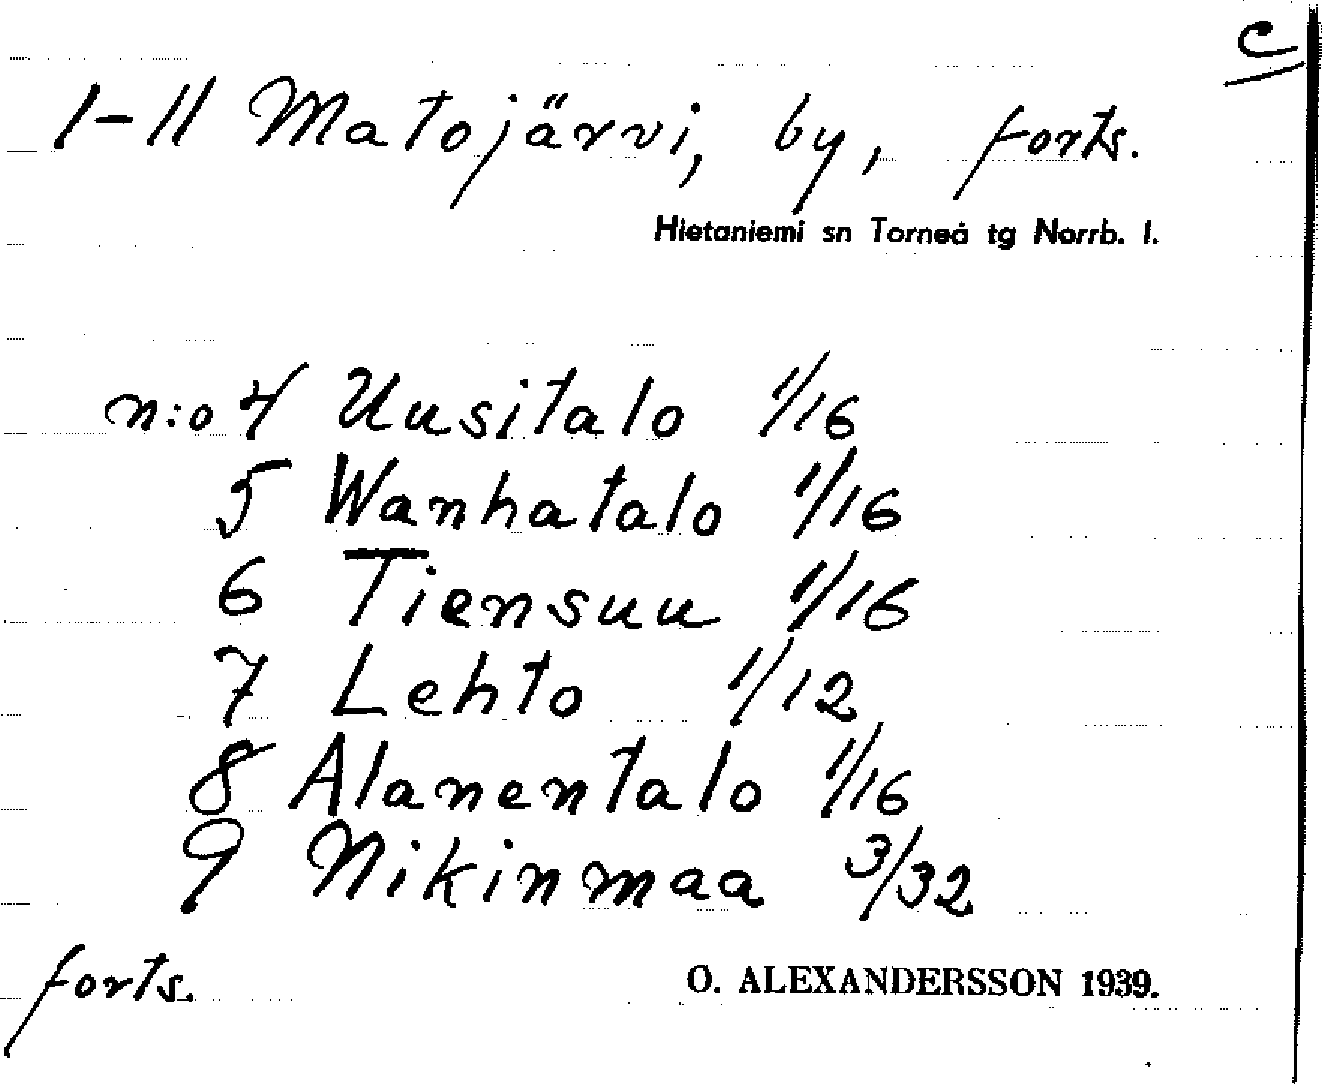 C
1-11 Matojärvi, by, forts.
Hietaniemi sn Torneå tg Norrb. l.
n:o 4 Uusitalo 1/16
5 Wanhatalo 1/16
6 Tiensuu 1/16
7 Lehto 1/12
8 Alanentalo 1/16
9 Nikinmaa 3/32
forts.
O. ALEXANDERSSON 1939.